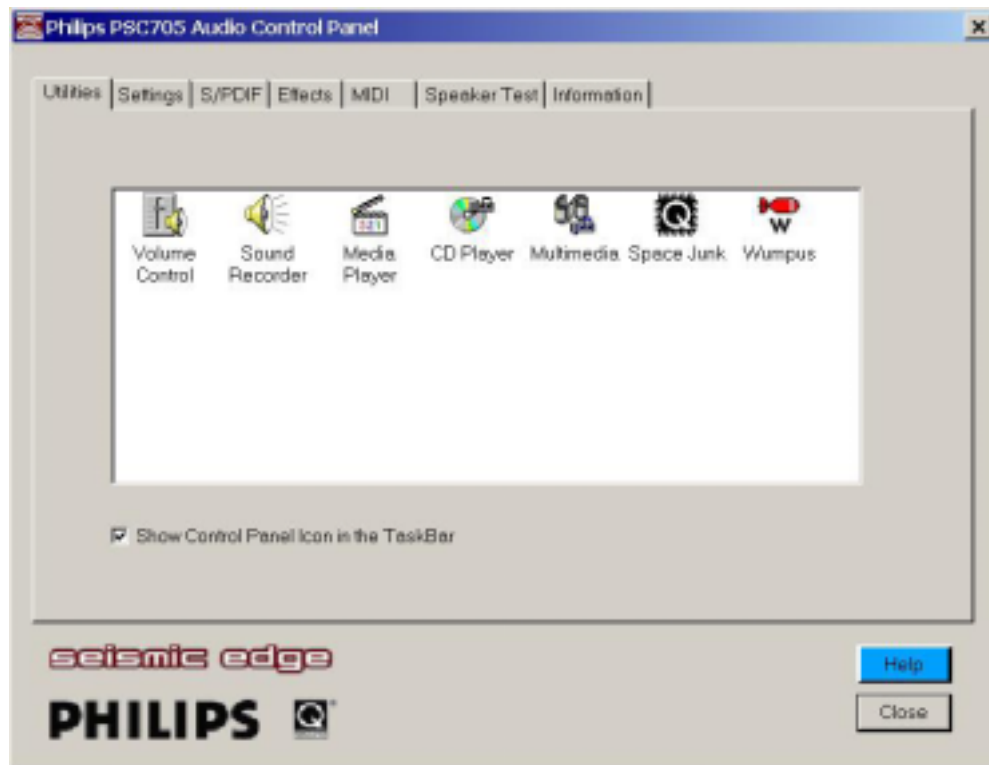 Philips PSC705 Audio Control Panel
Utilities Settings S/PDIF Effects MIDI Speaker Test Information
Volume Control
Sound Recorder
Media Player
CD Player
Multimedia
Space Junk
W
Wumpus
Show Control Panel Icon in the TaskBar
seismic edge
Help
PHILIPS Q
Close